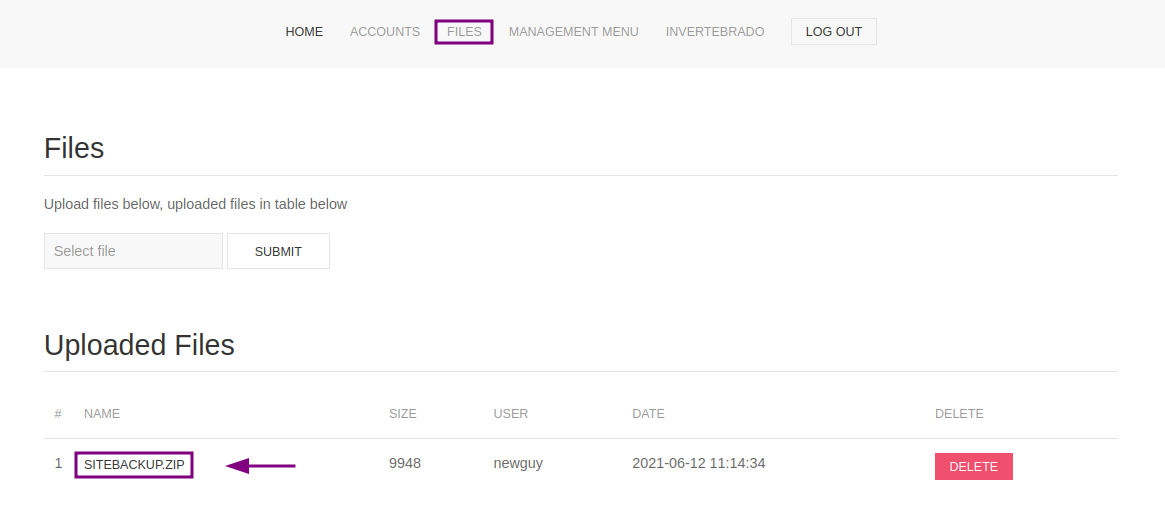 HOME ACCOUNTS FILES MANAGEMENT MENU INVERTEBRADO LOG OUT
Files
Upload files below, uploaded files in table below
Select file SUBMIT
Uploaded Files
# NAME SIZE USER DATE DELETE
1 SITEBACKUP.ZIP 9948 newguy 2021-06-12 11:14:34 DELETE